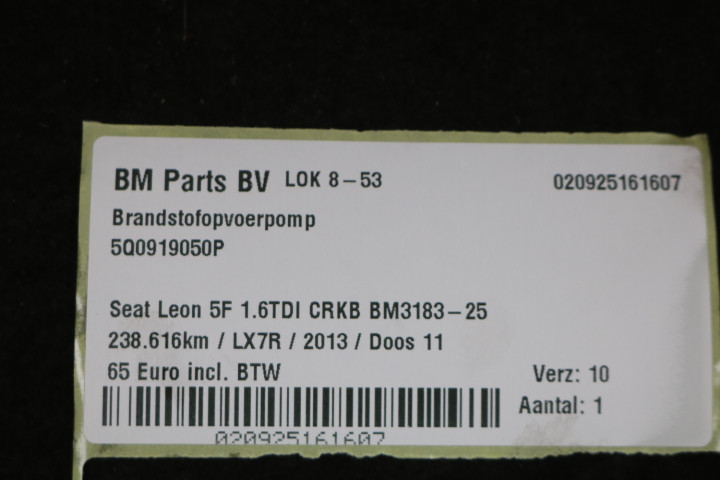 BM Parts BV LOK 8-53 020925161607
Brandstofopvoerpomp
5Q0919050P
Seat Leon 5F 1.6TDI CRKB BM3183-25
238.616km / LX7R / 2013 / Doos 11
65 Euro incl. BTW Verz: 10
Aantal: 1
020925161607